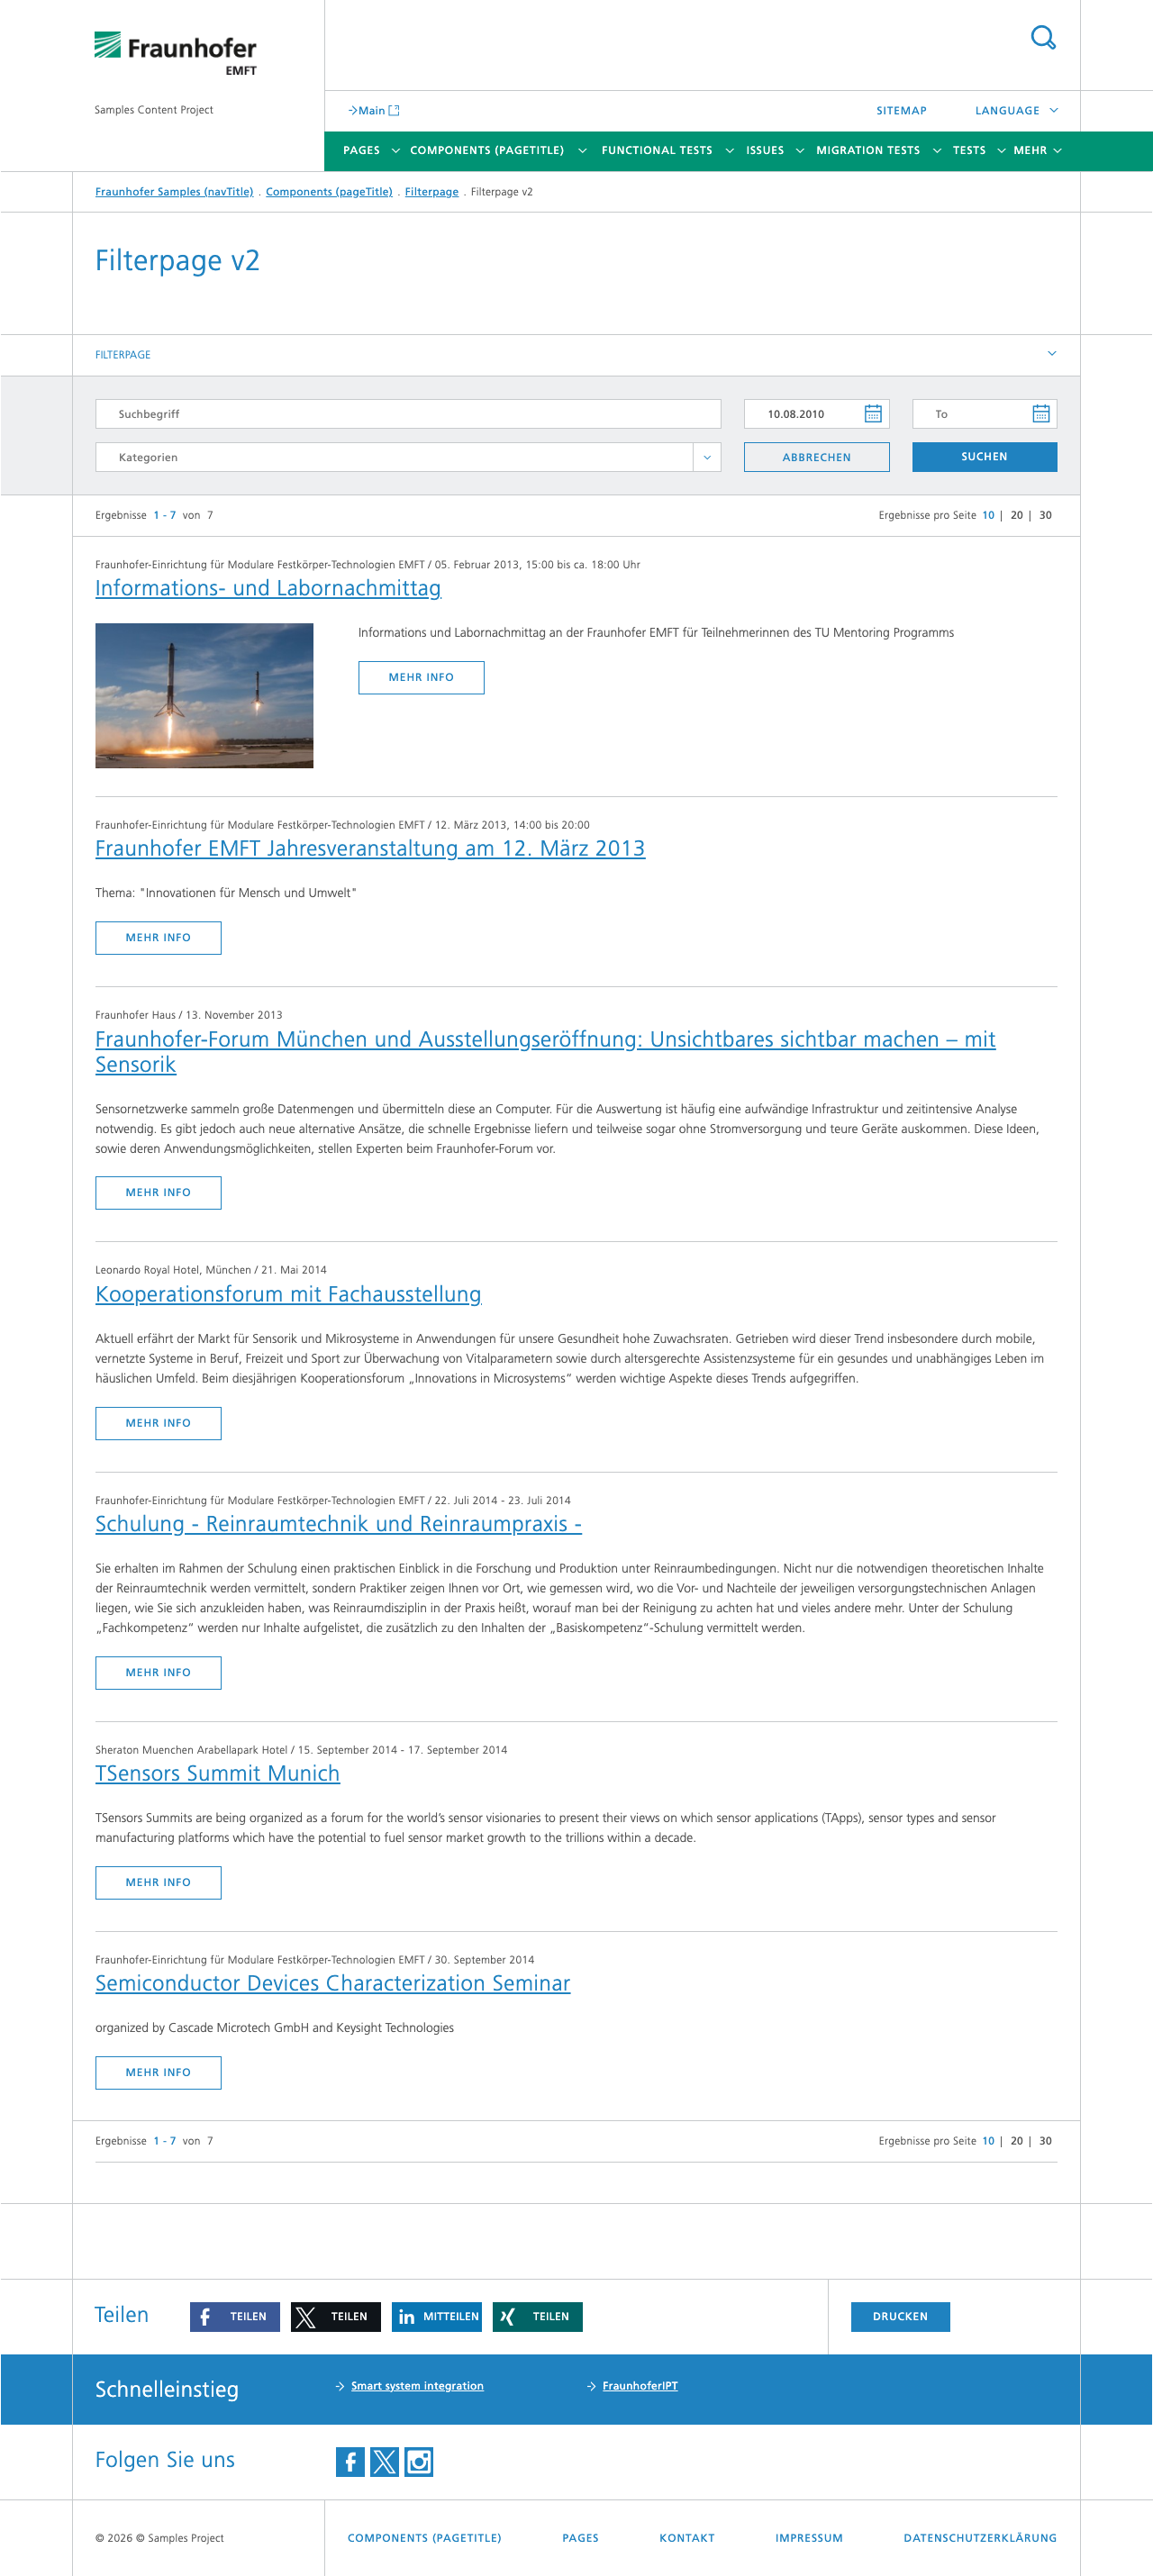 Fraunhofer
EMFT
Samples Content Project
Main
SITEMAP LANGUAGE
PAGES COMPONENTS (PAGETITLE) FUNCTIONAL TESTS ISSUES MIGRATION TESTS TESTS MEHR
Fraunhofer Samples (navTitle) . Components (pageTitle) . Filterpage . Filterpage v2
Filterpage v2
FILTERPAGE
Suchbegriff 10.08.2010 To
Kategorien ABBRECHEN SUCHEN
Ergebnisse 1 - 7 von 7 Ergebnisse pro Seite 10 | 20 | 30
Fraunhofer-Einrichtung für Modulare Festkörper-Technologien EMFT / 05. Februar 2013, 15:00 bis ca. 18:00 Uhr
Informations- und Labornachmittag
Informations und Labornachmittag an der Fraunhofer EMFT für Teilnehmerinnen des TU Mentoring Programms
MEHR INFO
Fraunhofer-Einrichtung für Modulare Festkörper-Technologien EMFT / 12. März 2013, 14:00 bis 20:00
Fraunhofer EMFT Jahresveranstaltung am 12. März 2013
Thema: "Innovationen für Mensch und Umwelt"
MEHR INFO
Fraunhofer Haus / 13. November 2013
Fraunhofer-Forum München und Ausstellungseröffnung: Unsichtbares sichtbar machen – mit
Sensorik
Sensornetzwerke sammeln große Datenmengen und übermitteln diese an Computer. Für die Auswertung ist häufig eine aufwändige Infrastruktur und zeitintensive Analyse
notwendig. Es gibt jedoch auch neue alternative Ansätze, die schnelle Ergebnisse liefern und teilweise sogar ohne Stromversorgung und teure Geräte auskommen. Diese Ideen,
sowie deren Anwendungsmöglichkeiten, stellen Experten beim Fraunhofer-Forum vor.
MEHR INFO
Leonardo Royal Hotel, München / 21. Mai 2014
Kooperationsforum mit Fachausstellung
Aktuell erfährt der Markt für Sensorik und Mikrosysteme in Anwendungen für unsere Gesundheit hohe Zuwachsraten. Getrieben wird dieser Trend insbesondere durch mobile,
vernetzte Systeme in Beruf, Freizeit und Sport zur Überwachung von Vitalparametern sowie durch altersgerechte Assistenzsysteme für ein gesundes und unabhängiges Leben im
häuslichen Umfeld. Beim diesjährigen Kooperationsforum „Innovations in Microsystems“ werden wichtige Aspekte dieses Trends aufgegriffen.
MEHR INFO
Fraunhofer-Einrichtung für Modulare Festkörper-Technologien EMFT / 22. Juli 2014 - 23. Juli 2014
Schulung - Reinraumtechnik und Reinraumpraxis -
Sie erhalten im Rahmen der Schulung einen praktischen Einblick in die Forschung und Produktion unter Reinraumbedingungen. Nicht nur die notwendigen theoretischen Inhalte
der Reinraumtechnik werden vermittelt, sondern Praktiker zeigen Ihnen vor Ort, wie gemessen wird, wo die Vor- und Nachteile der jeweiligen versorgungstechnischen Anlagen
liegen, wie Sie sich anzukleiden haben, was Reinraumdisziplin in der Praxis heißt, worauf man bei der Reinigung zu achten hat und vieles andere mehr. Unter der Schulung
„Fachkompetenz“ werden nur Inhalte aufgelistet, die zusätzlich zu den Inhalten der „Basiskompetenz“-Schulung vermittelt werden.
MEHR INFO
Sheraton Muenchen Arabellapark Hotel / 15. September 2014 - 17. September 2014
TSensors Summit Munich
TSensors Summits are being organized as a forum for the world’s sensor visionaries to present their views on which sensor applications (TApps), sensor types and sensor
manufacturing platforms which have the potential to fuel sensor market growth to the trillions within a decade.
MEHR INFO
Fraunhofer-Einrichtung für Modulare Festkörper-Technologien EMFT / 30. September 2014
Semiconductor Devices Characterization Seminar
organized by Cascade Microtech GmbH and Keysight Technologies
MEHR INFO
Ergebnisse 1 - 7 von 7 Ergebnisse pro Seite 10 | 20 | 30
Teilen TEILEN TEILEN MITTEILEN TEILEN DRUCKEN
Schnelleinstieg Smart system integration FraunhoferIPT
Folgen Sie uns
© 2026 © Samples Project COMPONENTS (PAGETITLE) PAGES KONTAKT IMPRESSUM DATENSCHUTZERKLÄRUNG